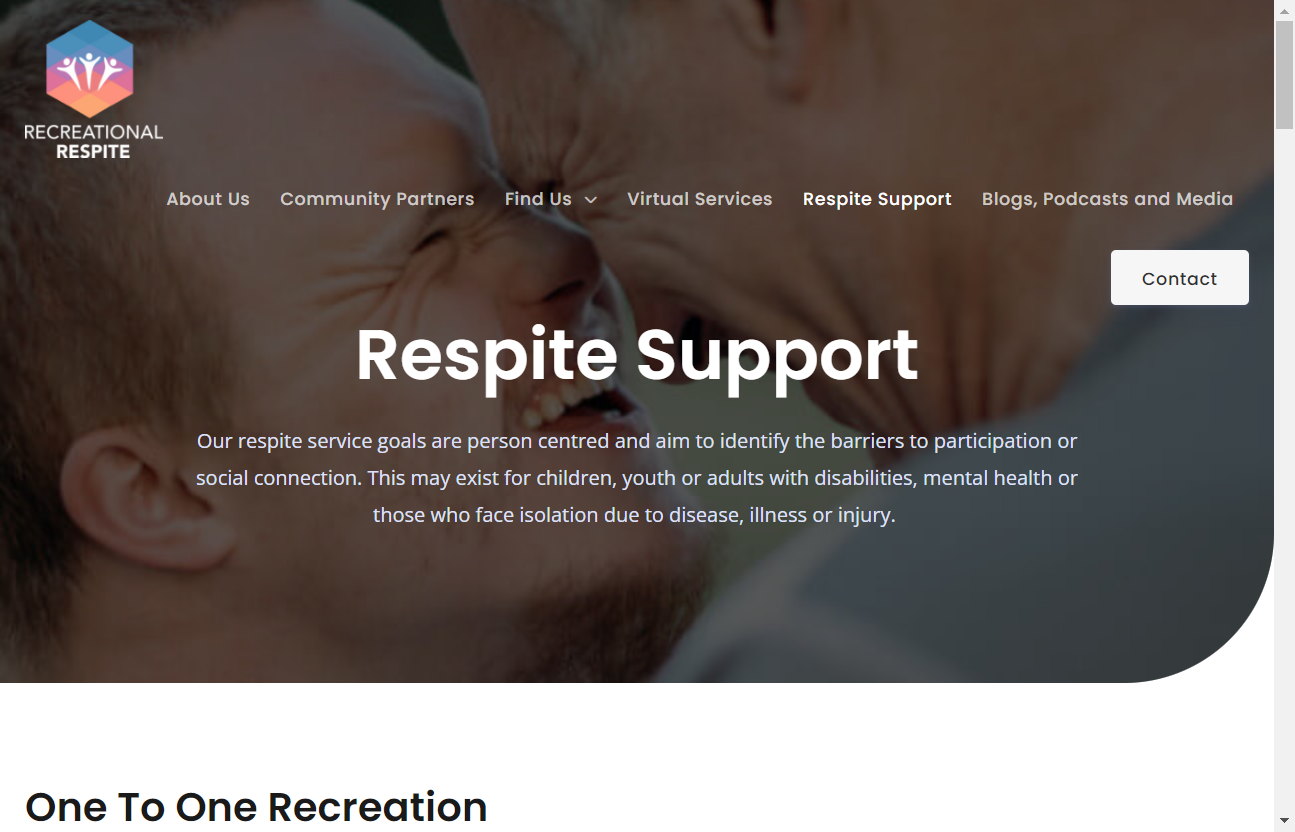 RECREATIONAL
RESPITE
About Us Community Partners Find Us Virtual Services Respite Support Blogs, Podcasts and Media
Contact
Respite Support
Our respite service goals are person centred and aim to identify the barriers to participation or
social connection. This may exist for children, youth or adults with disabilities, mental health or
those who face isolation due to disease, illness or injury.
One To One Recreation